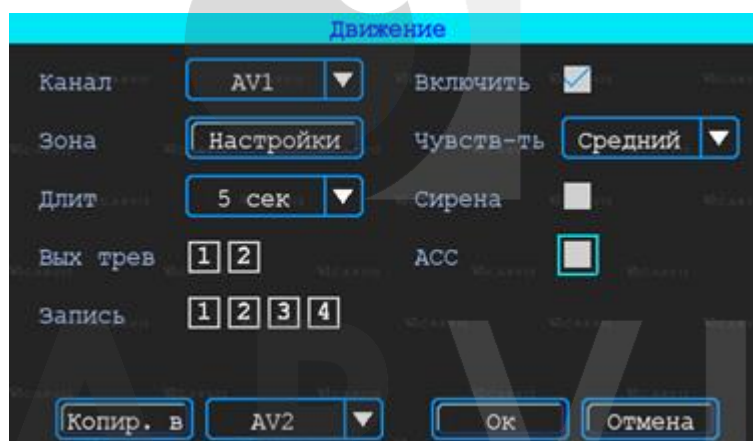 Движение
Канал AV1 Включить
Зона Настройки Чувств-ть Средний
Длит 5 сек Сирена
Вых трев 1 2 ACC
Запись 1 2 3 4
Копир. в AV2 Ок Отмена